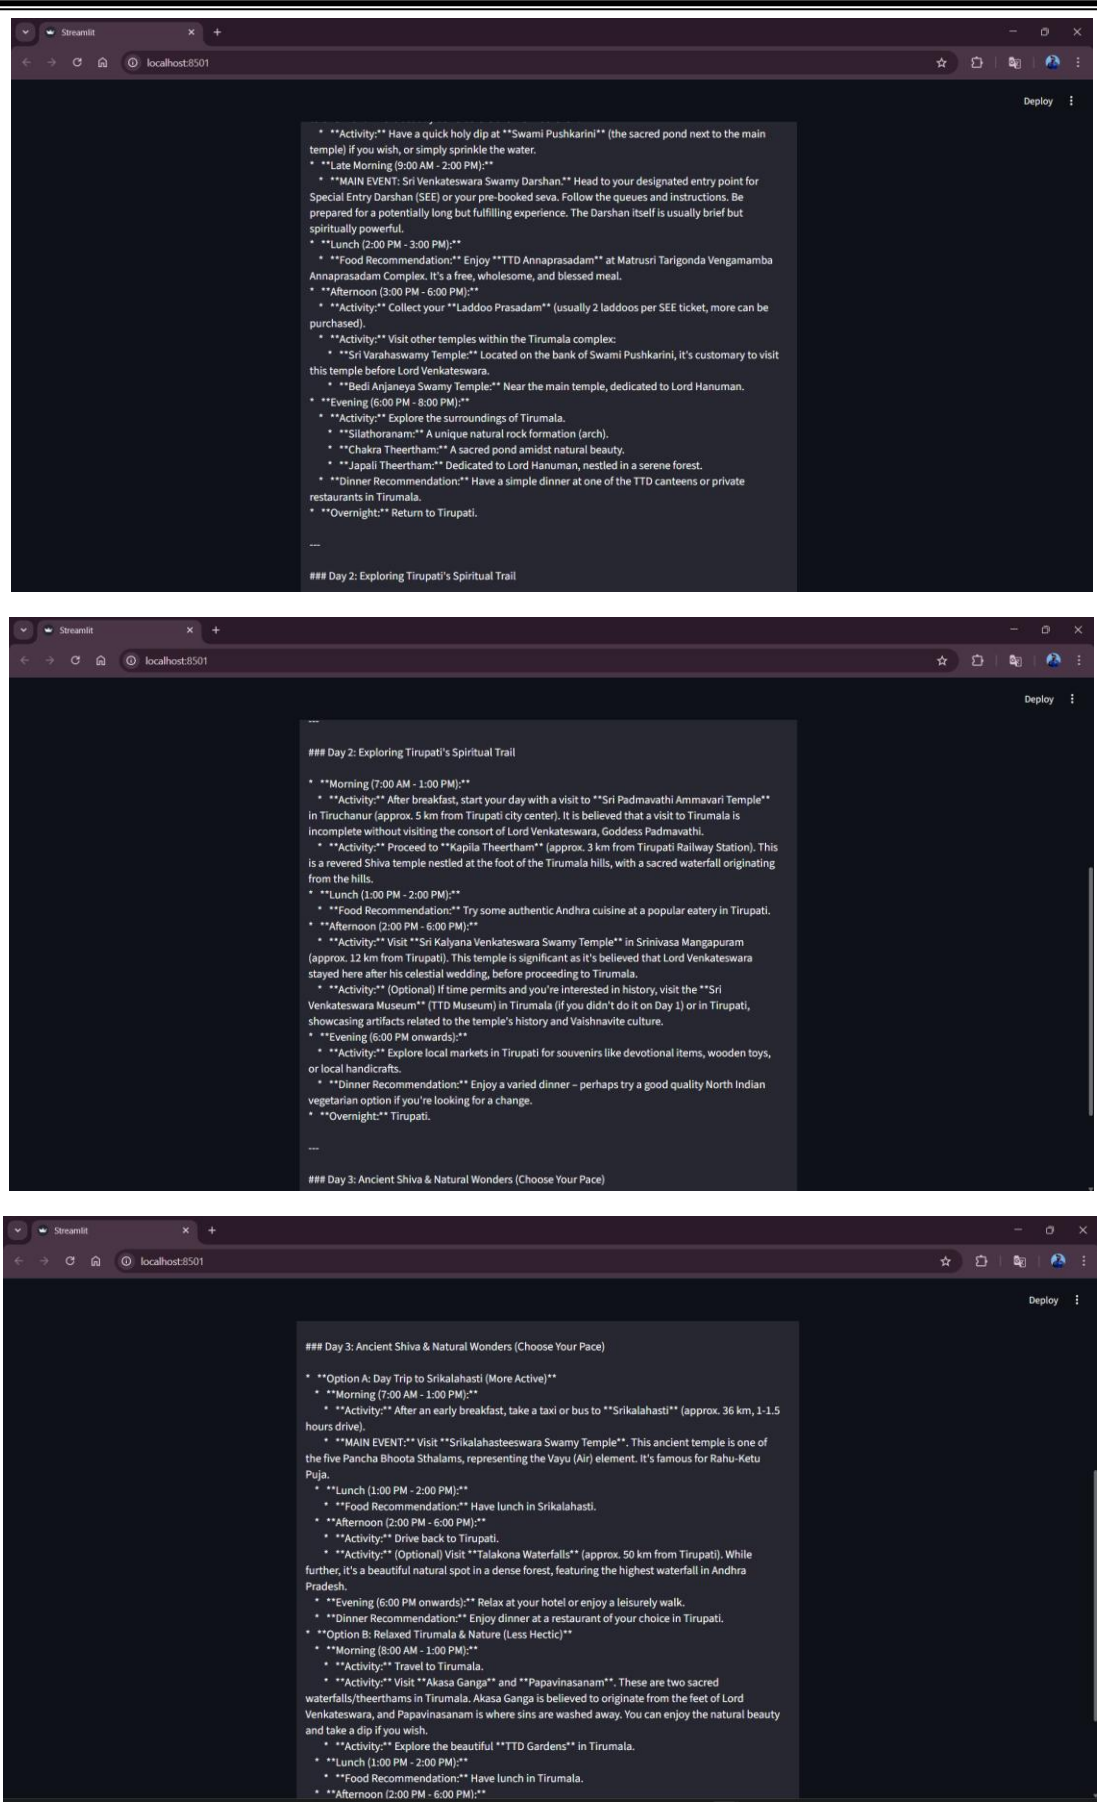 Streamlit
localhost:8501
Deploy
* **Activity:** Have a quick holy dip at **Swami Pushkarini** (the sacred pond next to the main
temple) if you wish, or simply sprinkle the water.
* **Late Morning (9:00 AM - 2:00 PM):**
* **MAIN EVENT: Sri Venkateswara Swamy Darshan.** Head to your designated entry point for
Special Entry Darshan (SEE) or your pre-booked seva. Follow the queues and instructions. Be
prepared for a potentially long but fulfilling experience. The Darshan itself is usually brief but
spiritually powerful.
* **Lunch (2:00 PM - 3:00 PM):**
* **Food Recommendation:** Enjoy **TTD Annaprasadam** at Matrusri Tarigonda Vengamamba
Annaprasadam Complex. It's a free, wholesome, and blessed meal.
* **Afternoon (3:00 PM - 6:00 PM):**
* **Activity:** Collect your **Laddoo Prasadam** (usually 2 laddoos per SEE ticket, more can be
purchased).
* **Activity:** Visit other temples within the Tirumala complex:
* **Sri Varahaswamy Temple:** Located on the bank of Swami Pushkarini, it's customary to visit
this temple before Lord Venkateswara.
* **Bedi Anjaneya Swamy Temple:** Near the main temple, dedicated to Lord Hanuman.
* **Evening (6:00 PM - 8:00 PM):**
* **Activity:** Explore the surroundings of Tirumala.
* **Silathoranam:** A unique natural rock formation (arch).
* **Chakra Theertham:** A sacred pond amidst natural beauty.
* **Japali Theertham:** Dedicated to Lord Hanuman, nestled in a serene forest.
* **Dinner Recommendation:** Have a simple dinner at one of the TTD canteens or private
restaurants in Tirumala.
* **Overnight:** Return to Tirupati.
---
### Day 2: Exploring Tirupati's Spiritual Trail
Streamlit
localhost:8501
Deploy
---
### Day 2: Exploring Tirupati's Spiritual Trail
* **Morning (7:00 AM - 1:00 PM):**
* **Activity:** After breakfast, start your day with a visit to **Sri Padmavathi Ammavari Temple**
in Tiruchanur (approx. 5 km from Tirupati city center). It is believed that a visit to Tirumala is
incomplete without visiting the consort of Lord Venkateswara, Goddess Padmavathi.
* **Activity:** Proceed to **Kapila Theertham** (approx. 3 km from Tirupati Railway Station). This
is a revered Shiva temple nestled at the foot of the Tirumala hills, with a sacred waterfall originating
from the hills.
* **Lunch (1:00 PM - 2:00 PM):**
* **Food Recommendation:** Try some authentic Andhra cuisine at a popular eatery in Tirupati.
* **Afternoon (2:00 PM - 6:00 PM):**
* **Activity:** Visit **Sri Kalyana Venkateswara Swamy Temple** in Srinivasa Mangapuram
(approx. 12 km from Tirupati). This temple is significant as it's believed that Lord Venkateswara
stayed here after his celestial wedding, before proceeding to Tirumala.
* **Activity:** (Optional) If time permits and you're interested in history, visit the **Sri
Venkateswara Museum** (TTD Museum) in Tirumala (if you didn't do it on Day 1) or in Tirupati,
showcasing artifacts related to the temple's history and Vaishnavite culture.
* **Evening (6:00 PM onwards):**
* **Activity:** Explore local markets in Tirupati for souvenirs like devotional items, wooden toys,
or local handicrafts.
* **Dinner Recommendation:** Enjoy a varied dinner – perhaps try a good quality North Indian
vegetarian option if you're looking for a change.
* **Overnight:** Tirupati.
---
### Day 3: Ancient Shiva & Natural Wonders (Choose Your Pace)
Streamlit
localhost:8501
Deploy
### Day 3: Ancient Shiva & Natural Wonders (Choose Your Pace)
* **Option A: Day Trip to Srikalahasti (More Active)**
* **Morning (7:00 AM - 1:00 PM):**
* **Activity:** After an early breakfast, take a taxi or bus to **Srikalahasti** (approx. 36 km, 1-1.5
hours drive).
* **MAIN EVENT:** Visit **Srikalahasteeswara Swamy Temple**. This ancient temple is one of
the five Pancha Bhoota Sthalams, representing the Vayu (Air) element. It's famous for Rahu-Ketu
Puja.
* **Lunch (1:00 PM - 2:00 PM):**
* **Food Recommendation:** Have lunch in Srikalahasti.
* **Afternoon (2:00 PM - 6:00 PM):**
* **Activity:** Drive back to Tirupati.
* **Activity:** (Optional) Visit **Talakona Waterfalls** (approx. 50 km from Tirupati). While
further, it's a beautiful natural spot in a dense forest, featuring the highest waterfall in Andhra
Pradesh.
* **Evening (6:00 PM onwards):** Relax at your hotel or enjoy a leisurely walk.
* **Dinner Recommendation:** Enjoy dinner at a restaurant of your choice in Tirupati.
* **Option B: Relaxed Tirumala & Nature (Less Hectic)**
* **Morning (8:00 AM - 1:00 PM):**
* **Activity:** Travel to Tirumala.
* **Activity:** Visit **Akasa Ganga** and **Papavinasanam**. These are two sacred
waterfalls/theerthams in Tirumala. Akasa Ganga is believed to originate from the feet of Lord
Venkateswara, and Papavinasanam is where sins are washed away. You can enjoy the natural beauty
and take a dip if you wish.
* **Activity:** Explore the beautiful **TTD Gardens** in Tirumala.
* **Lunch (1:00 PM - 2:00 PM):**
* **Food Recommendation:** Have lunch in Tirumala.
* **Afternoon (2:00 PM - 6:00 PM):**